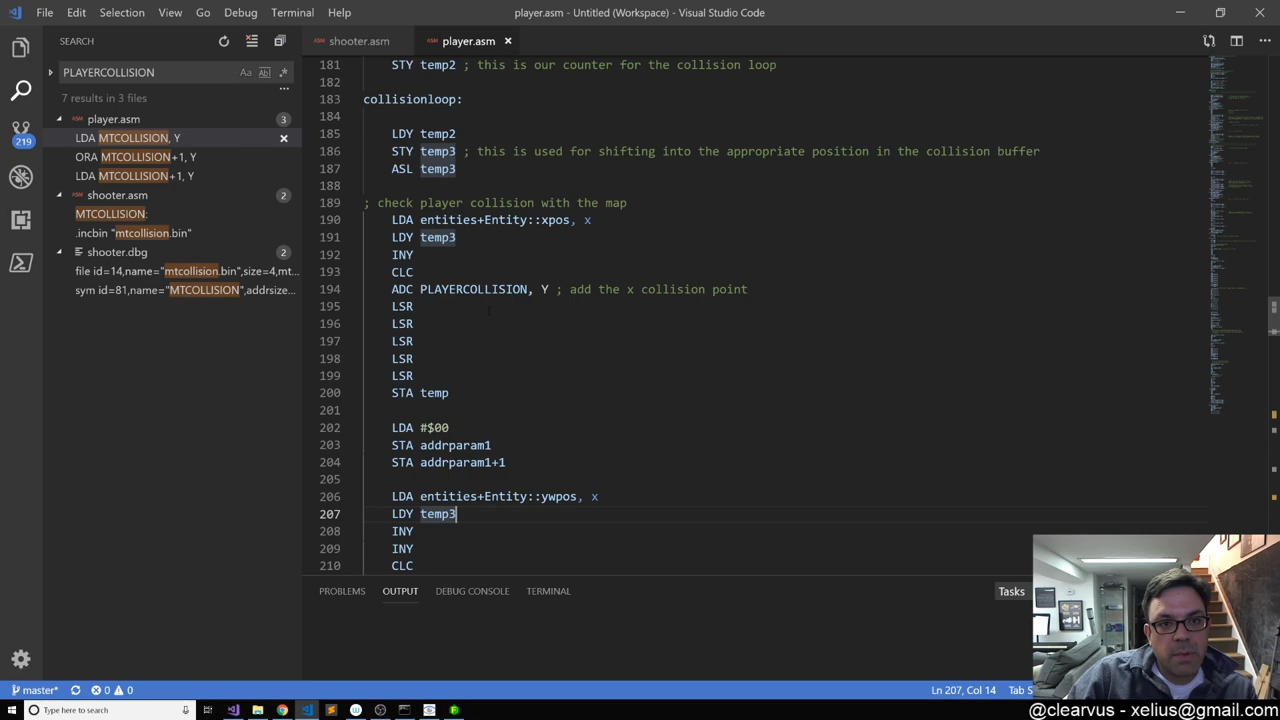 File Edit Selection View Go Debug Terminal Help
player.asm - Untitled (Workspace) - Visual Studio Code
SEARCH
PLAYERCOLLISION
Aa Abl .*
7 results in 3 files
player.asm 3
LDA MTCOLLISION, Y
ORA MTCOLLISION+1, Y
LDA MTCOLLISION+1, Y
shooter.asm 2
MTCOLLISION:
.incbin "mtcollision.bin"
shooter.dbg 2
file id=14,name="mtcollision.bin",size=4,mt...
sym id=81,name="MTCOLLISION",addrsize...
219
ASM shooter.asm
ASM player.asm
181 STY temp2 ; this is our counter for the collision loop
182
183 collisionloop:
184
185 LDY temp2
186 STY temp3 ; this is used for shifting into the appropriate position in the collision buffer
187 ASL temp3
188
189 ; check player collision with the map
190 LDA entities+Entity::xpos, x
191 LDY temp3
192 INY
193 CLC
194 ADC PLAYERCOLLISION, Y ; add the x collision point
195 LSR
196 LSR
197 LSR
198 LSR
199 LSR
200 STA temp
201
202 LDA #$00
203 STA addrparam1
204 STA addrparam1+1
205
206 LDA entities+Entity::ywpos, x
207 LDY temp3
208 INY
209 INY
210 CLC
PROBLEMS OUTPUT DEBUG CONSOLE TERMINAL
Tasks
master* 0 0
Ln 207, Col 14 Tab S
Type here to search
@clearvus - xelius@gmail.com